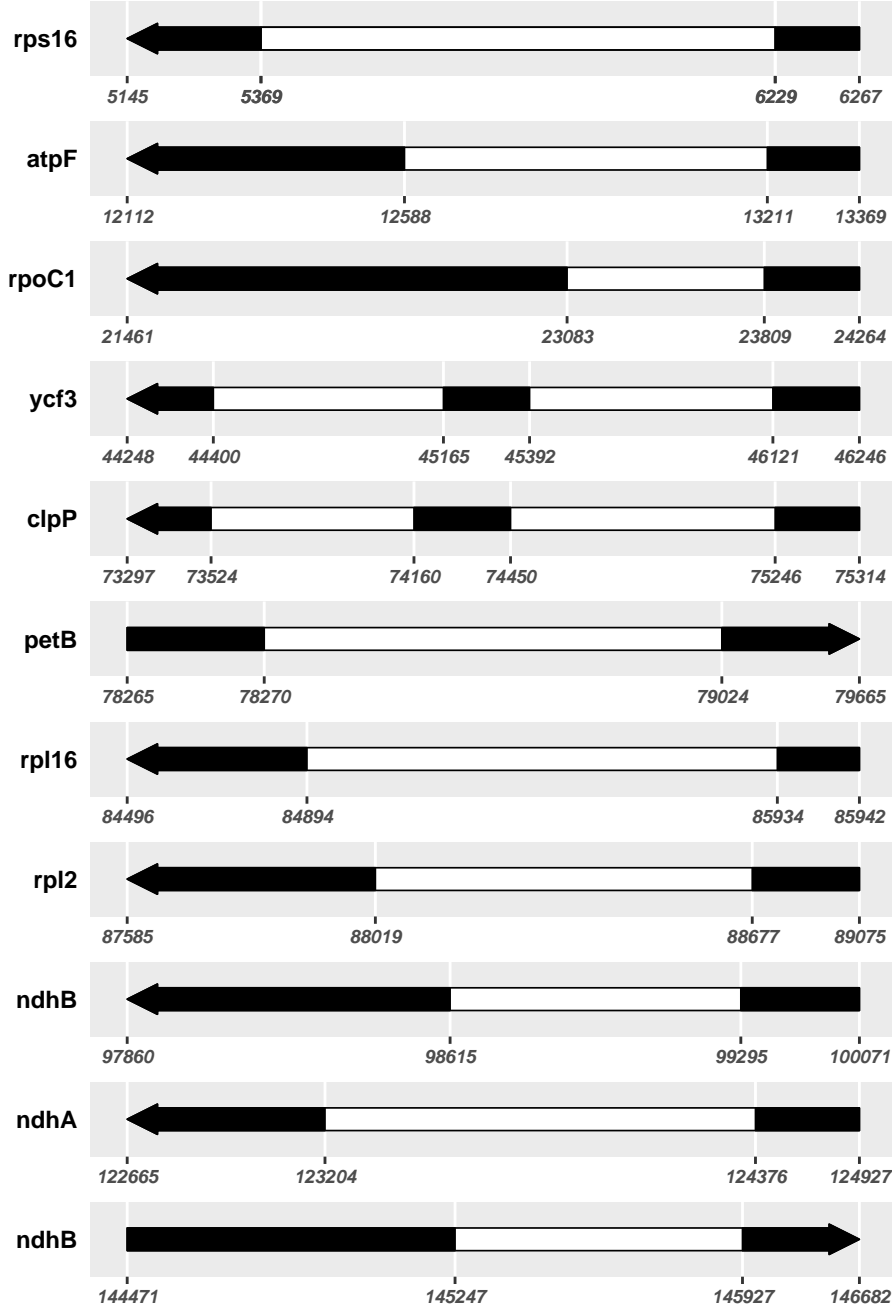 rps16
5145 5369 6229 6267
atpF
12112 12588 13211 13369
rpoC1
21461 23083 23809 24264
ycf3
44248 44400 45165 45392 46121 46246
clpP
73297 73524 74160 74450 75246 75314
petB
78265 78270 79024 79665
rpl16
84496 84894 85934 85942
rpl2
87585 88019 88677 89075
ndhB
97860 98615 99295 100071
ndhA
122665 123204 124376 124927
ndhB
144471 145247 145927 146682